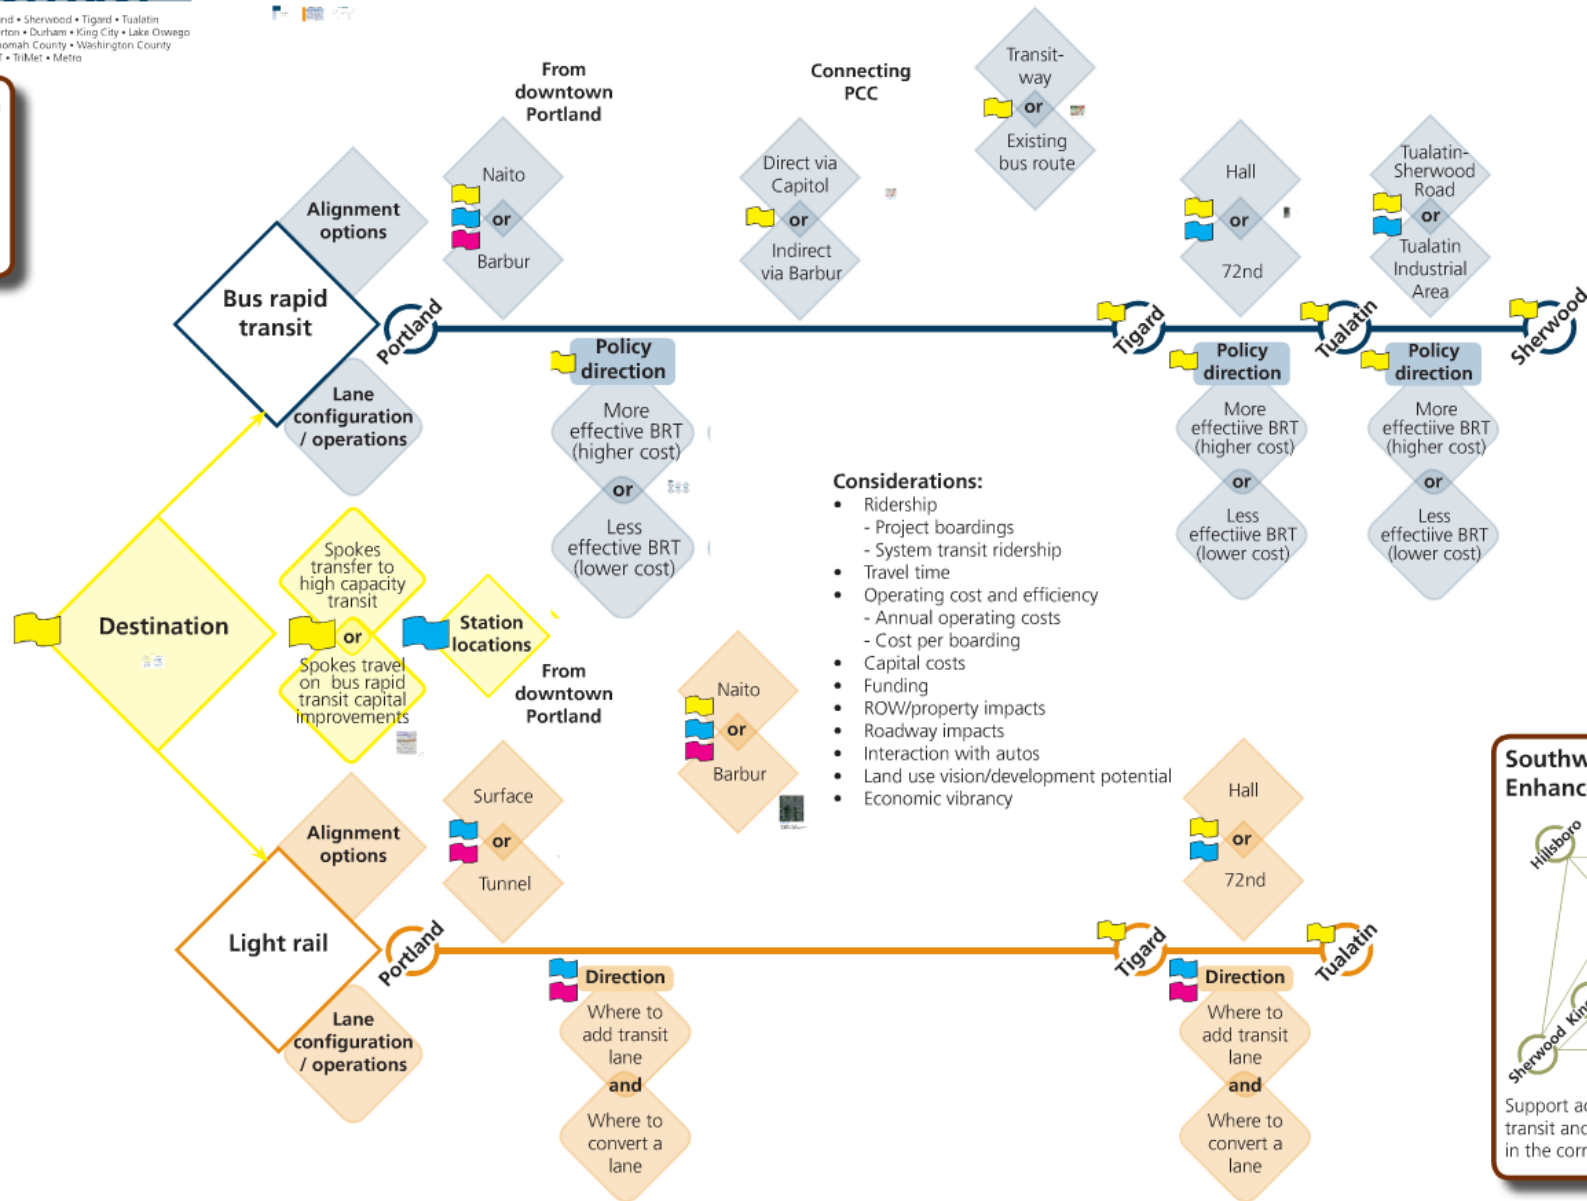 • Sherwood • Tigard • Tualatin
• Durham • King City • Lake Oswego
County • Washington County
• TriMet • Metro
From
downtown
Portland
Connecting
PCC
Transit-
way
or
Existing
bus route
Alignment
options
Naito
or
Barbur
Direct via
Capitol
or
Indirect
via Barbur
Hall
or
72nd
Tualatin-
Sherwood
Road
or
Tualatin
Industrial
Area
Bus rapid
transit
Portland
Tigard
Tualatin
Sherwood
Lane
configuration
/ operations
Policy
direction
More
effective BRT
(higher cost)
or
Less
effective BRT
(lower cost)
Policy
direction
More
effectiive BRT
(higher cost)
or
Less
effectiive BRT
(lower cost)
Policy
direction
More
effectiive BRT
(higher cost)
or
Less
effectiive BRT
(lower cost)
Destination
Spokes
transfer to
high capacity
transit
or
Spokes travel
on bus rapid
transit capital
improvements
Station
locations
Considerations:
• Ridership
- Project boardings
- System transit ridership
• Travel time
• Operating cost and efficiency
- Annual operating costs
- Cost per boarding
• Capital costs
• Funding
• ROW/property impacts
• Roadway impacts
• Interaction with autos
• Land use vision/development potential
• Economic vibrancy
From
downtown
Portland
Alignment
options
Surface
or
Tunnel
Naito
or
Barbur
Hall
or
72nd
Light rail
Portland
Tigard
Tualatin
Lane
configuration
/ operations
Direction
Where to
add transit
lane
and
Where to
convert a
lane
Direction
Where to
add transit
lane
and
Where to
convert a
lane
Southw
Enhanc
Hillsboro
Sherwood
King
Support ac
transit and
in the corr